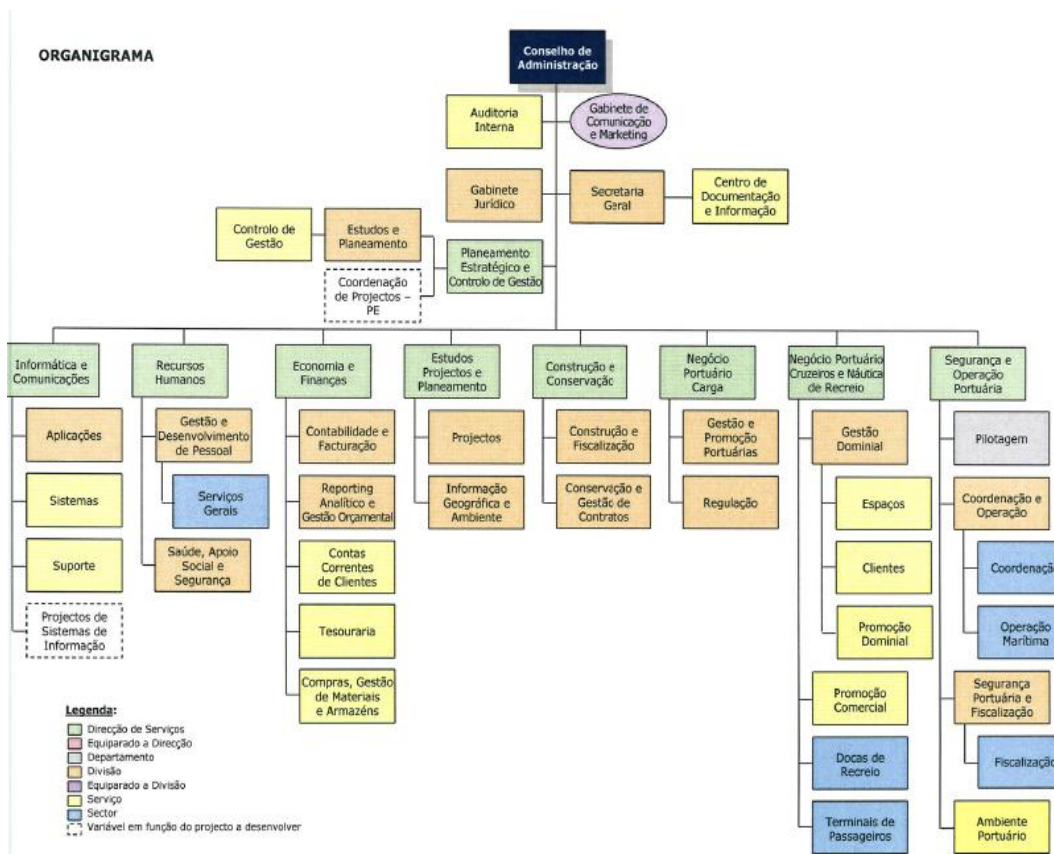 ORGANIGRAMA
Conselho de
Administração
Auditoria
Interna
Gabinete de
Comunicação
e Marketing
Gabinete
Jurídico
Secretaria
Geral
Centro de
Documentação
e Informação
Controlo de
Gestão
Estudos e
Planeamento
Coordenação
de Projectos –
PE
Planeamento
Estratégico e
Controlo de Gestão
Informática e
Comunicações
Recursos
Humanos
Economia e
Finanças
Estudos
Projectos e
Planeamento
Construção e
Conservação
Negócio
Portuário
Carga
Negócio Portuário
Cruzeiros e Náutica
de Recreio
Segurança e
Operação
Portuária
Aplicações
Sistemas
Suporte
Projectos de
Sistemas de
Informação
Gestão e
Desenvolvimento
de Pessoal
Serviços
Gerais
Saúde, Apoio
Social e
Segurança
Contabilidade e
Facturação
Reporting
Analítico e
Gestão Orçamental
Contas
Correntes
de Clientes
Tesouraria
Compras, Gestão
de Materiais
e Armazéns
Projectos
Informação
Geográfica e
Ambiente
Construção e
Fiscalização
Conservação e
Gestão de
Contratos
Gestão e
Promoção
Portuárias
Regulação
Gestão
Dominial
Espaços
Clientes
Promoção
Dominial
Promoção
Comercial
Docas de
Recreio
Terminais de
Passageiros
Pilotagem
Coordenação e
Operação
Coordenação
Operação
Marítima
Segurança
Portuária e
Fiscalização
Fiscalização
Ambiente
Portuário
Legenda:
Direcção de Serviços
Equiparado a Direcção
Departamento
Divisão
Equiparado a Divisão
Serviço
Sector
Variável em função do projecto a desenvolver